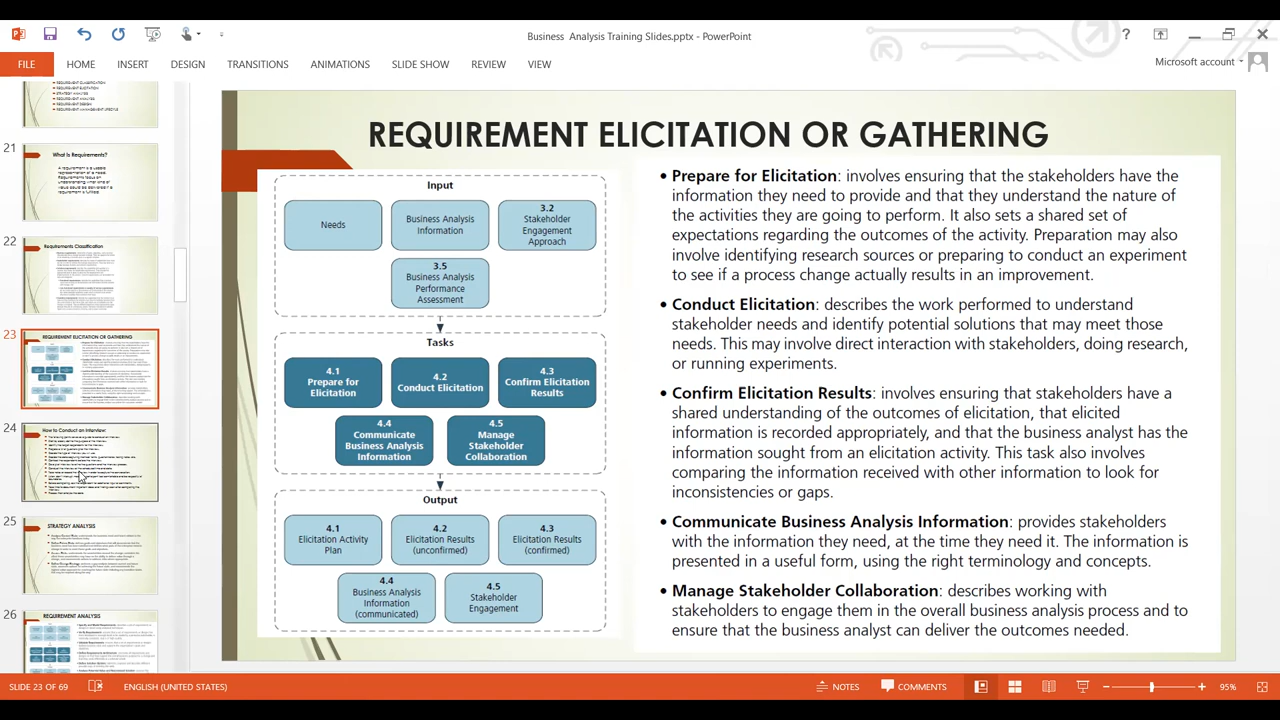 Business Analysis Training Slides.pptx - PowerPoint
?
FILE
HOME
INSERT
DESIGN
TRANSITIONS
ANIMATIONS
SLIDE SHOW
REVIEW
VIEW
Microsoft account
REQUIREMENT CLASSIFICATION
REQUIREMENT ELICITATION
STRATEGY ANALYSIS
REQUIREMENT ANALYSIS
REQUIREMENT DESIGN
REQUIREMENT MANAGEMENT LIFECYCLE
21
What is Requirements?
22
Requirements Classification
23
REQUIREMENT ELICITATION OR GATHERING
24
How to Conduct an Interview:
25
STRATEGY ANALYSIS
26
REQUIREMENT ANALYSIS
REQUIREMENT ELICITATION OR GATHERING
Input
Needs
Business Analysis
Information
3.2
Stakeholder
Engagement
Approach
3.5
Business Analysis
Performance
Assessment
Tasks
4.1
Prepare for
Elicitation
4.2
Conduct Elicitation
4.3
Confirm Elicitation
Results
4.4
Communicate
Business Analysis
Information
4.5
Manage
Stakeholder
Collaboration
Output
4.1
Elicitation Activity
Plan
4.2
Elicitation Results
(unconfirmed)
4.3
Elicitation Results
(confirmed)
4.4
Business Analysis
Information
(communicated)
4.5
Stakeholder
Engagement
• Prepare for Elicitation: involves ensuring that the stakeholders have the
information they need to provide and that they understand the nature of
the activities they are going to perform. It also sets a shared set of
expectations regarding the outcomes of the activity. Preparation may also
involve identifying research sources or preparing to conduct an experiment
to see if a process change actually results in an improvement.
• Conduct Elicitation: describes the work performed to understand
stakeholder needs and identify potential solutions that may meet those
needs. This may involve direct interaction with stakeholders, doing research,
or running experiments.
• Confirm Elicitation Results: involves ensuring that stakeholders have a
shared understanding of the outcomes of elicitation, that elicited
information is recorded appropriately, and that the business analyst has the
information sought from an elicitation activity. This task also involves
comparing the information received with other information to look for
inconsistencies or gaps.
• Communicate Business Analysis Information: provides stakeholders
with the information they need, at the time they need it. The information is
presented in a useful form, using the right terminology and concepts.
• Manage Stakeholder Collaboration: describes working with
stakeholders to engage them in the overall business analysis process and to
ensure that the business analyst can deliver the outcomes needed.
SLIDE 23 OF 69
ENGLISH (UNITED STATES)
NOTES
COMMENTS
95%